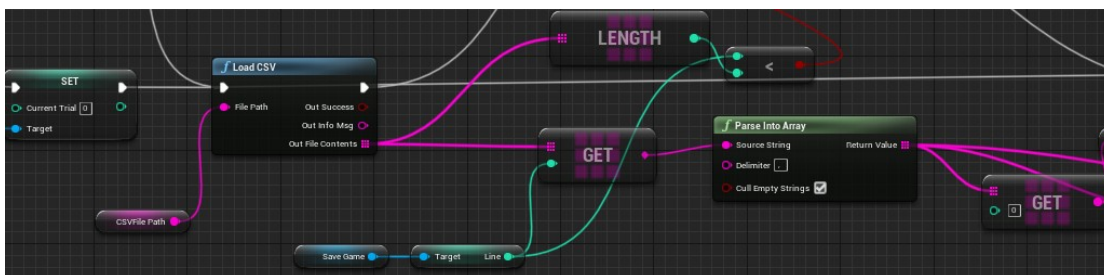 SET
Current Trial 0
Target
Load CSV
File Path
Out Success
Out Info Msg
Out File Contents
CSVFile Path
Save Game
Target
Line
LENGTH
<
GET
Parse Into Array
Source String
Return Value
Delimiter ,
Cull Empty Strings
0
GET